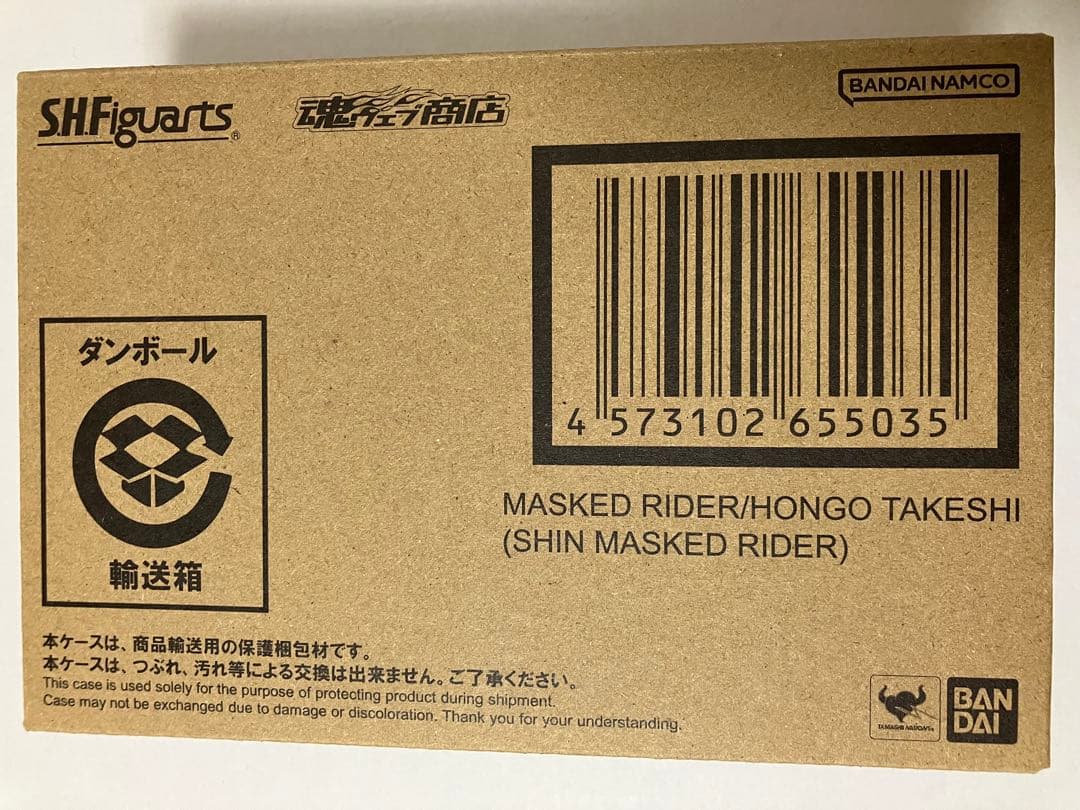 S.H.Figuarts®
魂ウェブ商店
BANDAI NAMCO
4 573102 655035
MASKED RIDER/HONGO TAKESHI
(SHIN MASKED RIDER)
ダンボール
輸送箱
本ケースは、商品輸送用の保護梱包材です。
本ケースは、つぶれ、汚れ等による交換は出来ません。ご了承ください。
This case is used solely for the purpose of protecting product during shipment.
Case may not be exchanged due to damage or discoloration. Thank you for your understanding.
TAMASHII NATIONS
BAN
DAI